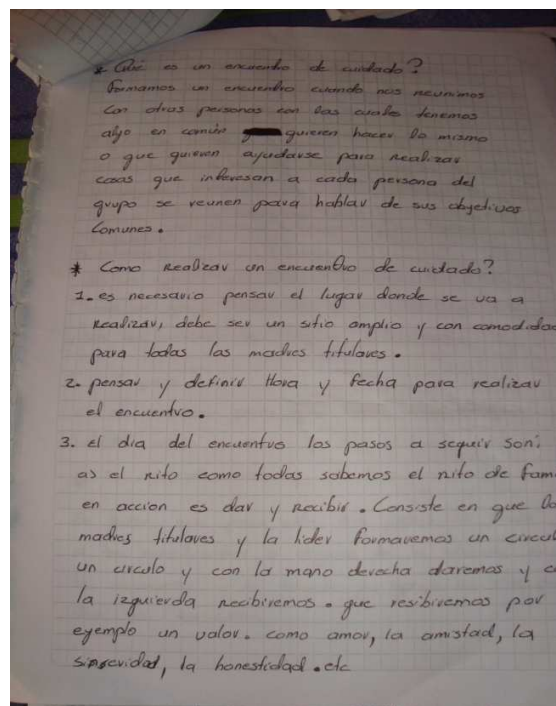 * Qué es un encuentro de cuidado?
Formamos un encuentro cuando nos reunimos
con otras personas con las cuales tenemos
algo en común quieren hacer lo mismo
o que quieren ayudarse para realizar
cosas que interesan a cada persona del
grupo se reunen para hablar de sus objetivos
Comunes.
* Como Realizar un encuentro de cuidado?
1. es necesario pensar el lugar donde se va a
Realizar, debe ser un sitio amplio y con comodidad
para todas las madres titulares.
2. pensar y definir Hora y fecha para realizar
el encuentro.
3. el dia del encuentro los pasos a seguir son:
a) el rito como todas sabemos el rito de fam
en accion es dar y recibir. Consiste en que la
madres titulares y la lider formaremos un circul
un circulo y con la mano derecha daremos y c
la izquierda recibiremos. que resibiremos por
eyemplo un valor. como amor, la amistad, la
sinseridad, la honestidad. etc